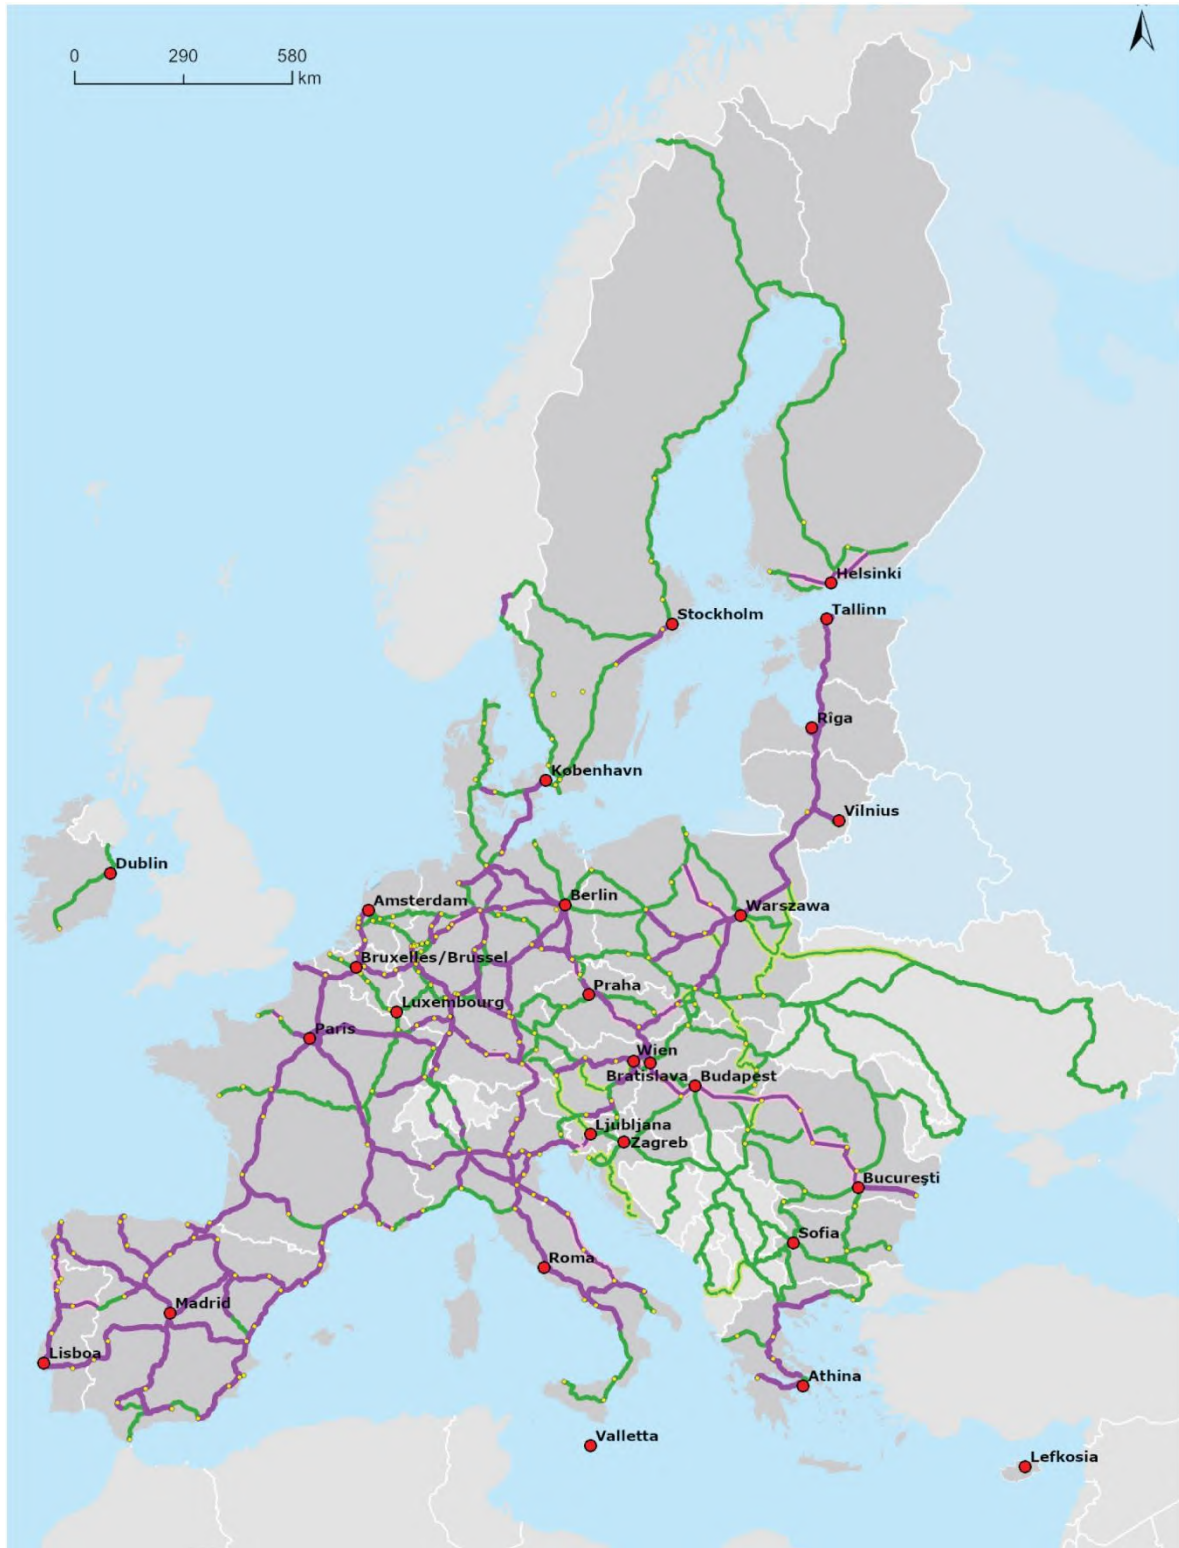 0 290 580
km
Helsinki
Tallinn
Stockholm
Rīga
København
Vilnius
Dublin
Berlin
Amsterdam
Warszawa
Bruxelles/Brussel
Praha
Luxembourg
Paris
Wien
Bratislava
Budapest
Ljubljana
Zagreb
Bucureşti
Sofia
Roma
Madrid
Lisboa
Athina
Valletta
Lefkosia